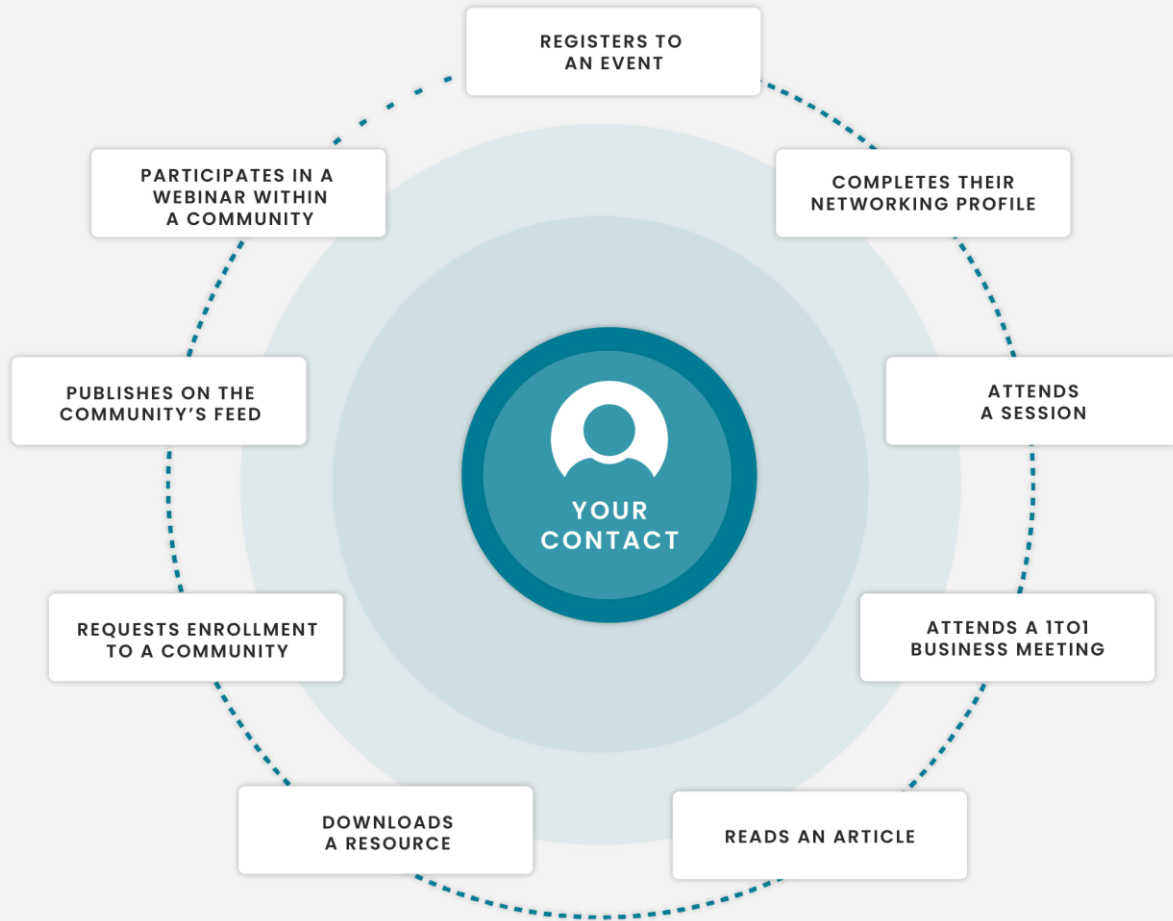 REGISTERS TO
AN EVENT
COMPLETES THEIR
NETWORKING PROFILE
ATTENDS
A SESSION
ATTENDS A 1TO1
BUSINESS MEETING
READS AN ARTICLE
DOWNLOADS
A RESOURCE
REQUESTS ENROLLMENT
TO A COMMUNITY
PUBLISHES ON THE
COMMUNITY’S FEED
PARTICIPATES IN A
WEBINAR WITHIN
A COMMUNITY
YOUR
CONTACT